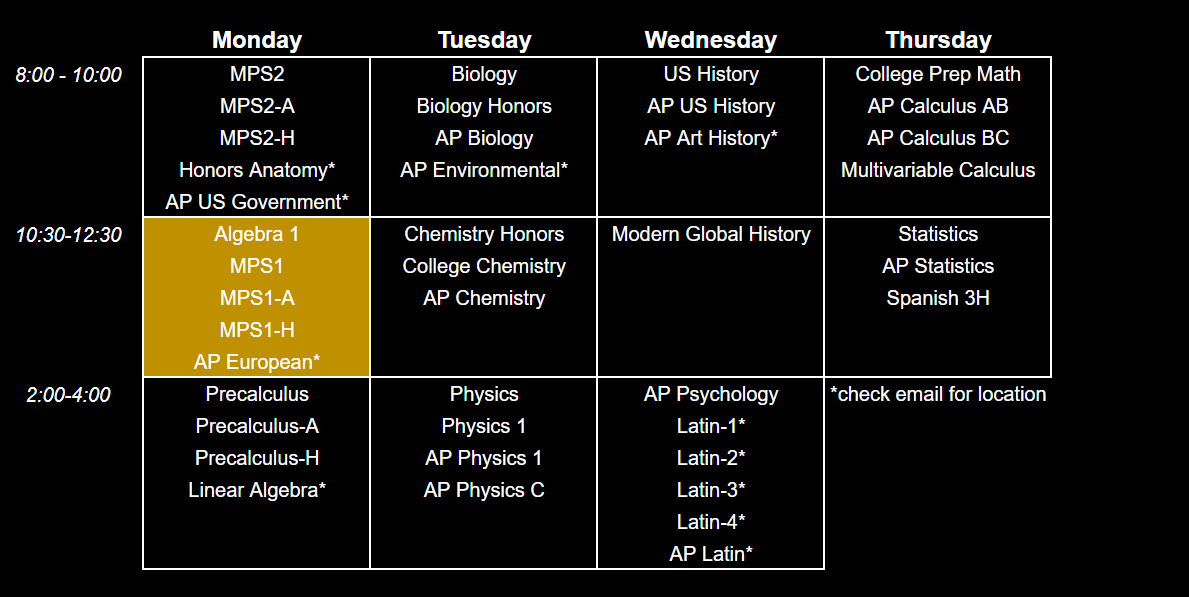 Monday Tuesday Wednesday Thursday
8:00 - 10:00 MPS2 Biology US History College Prep Math
MPS2-A Biology Honors AP US History AP Calculus AB
MPS2-H AP Biology AP Art History* AP Calculus BC
Honors Anatomy* AP Environmental* Multivariable Calculus
AP US Government*
10:30-12:30 Algebra 1 Chemistry Honors Modern Global History Statistics
MPS1 College Chemistry AP Statistics
MPS1-A AP Chemistry Spanish 3H
MPS1-H
AP European*
2:00-4:00 Precalculus Physics AP Psychology *check email for location
Precalculus-A Physics 1 Latin-1*
Precalculus-H AP Physics 1 Latin-2*
Linear Algebra* AP Physics C Latin-3*
Latin-4*
AP Latin*